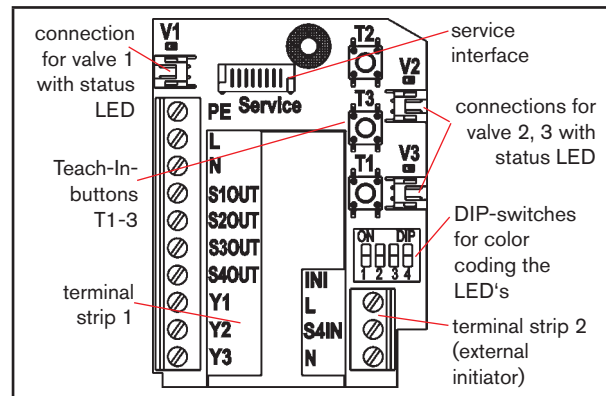 connection
for valve 1
with status
LED
Teach-In-
buttons
T1-3
terminal
strip 1
V1
Service
PE
L
N
S1OUT
S2OUT
S3OUT
S4OUT
Y1
Y2
Y3
T2
T3
T1
V2
V3
ON DIP
1 2 3 4
INI
L
S4IN
N
service
interface
connections for
valve 2, 3 with
status LED
DIP-switches
for color
coding the
LED‘s
terminal strip 2
(external
initiator)